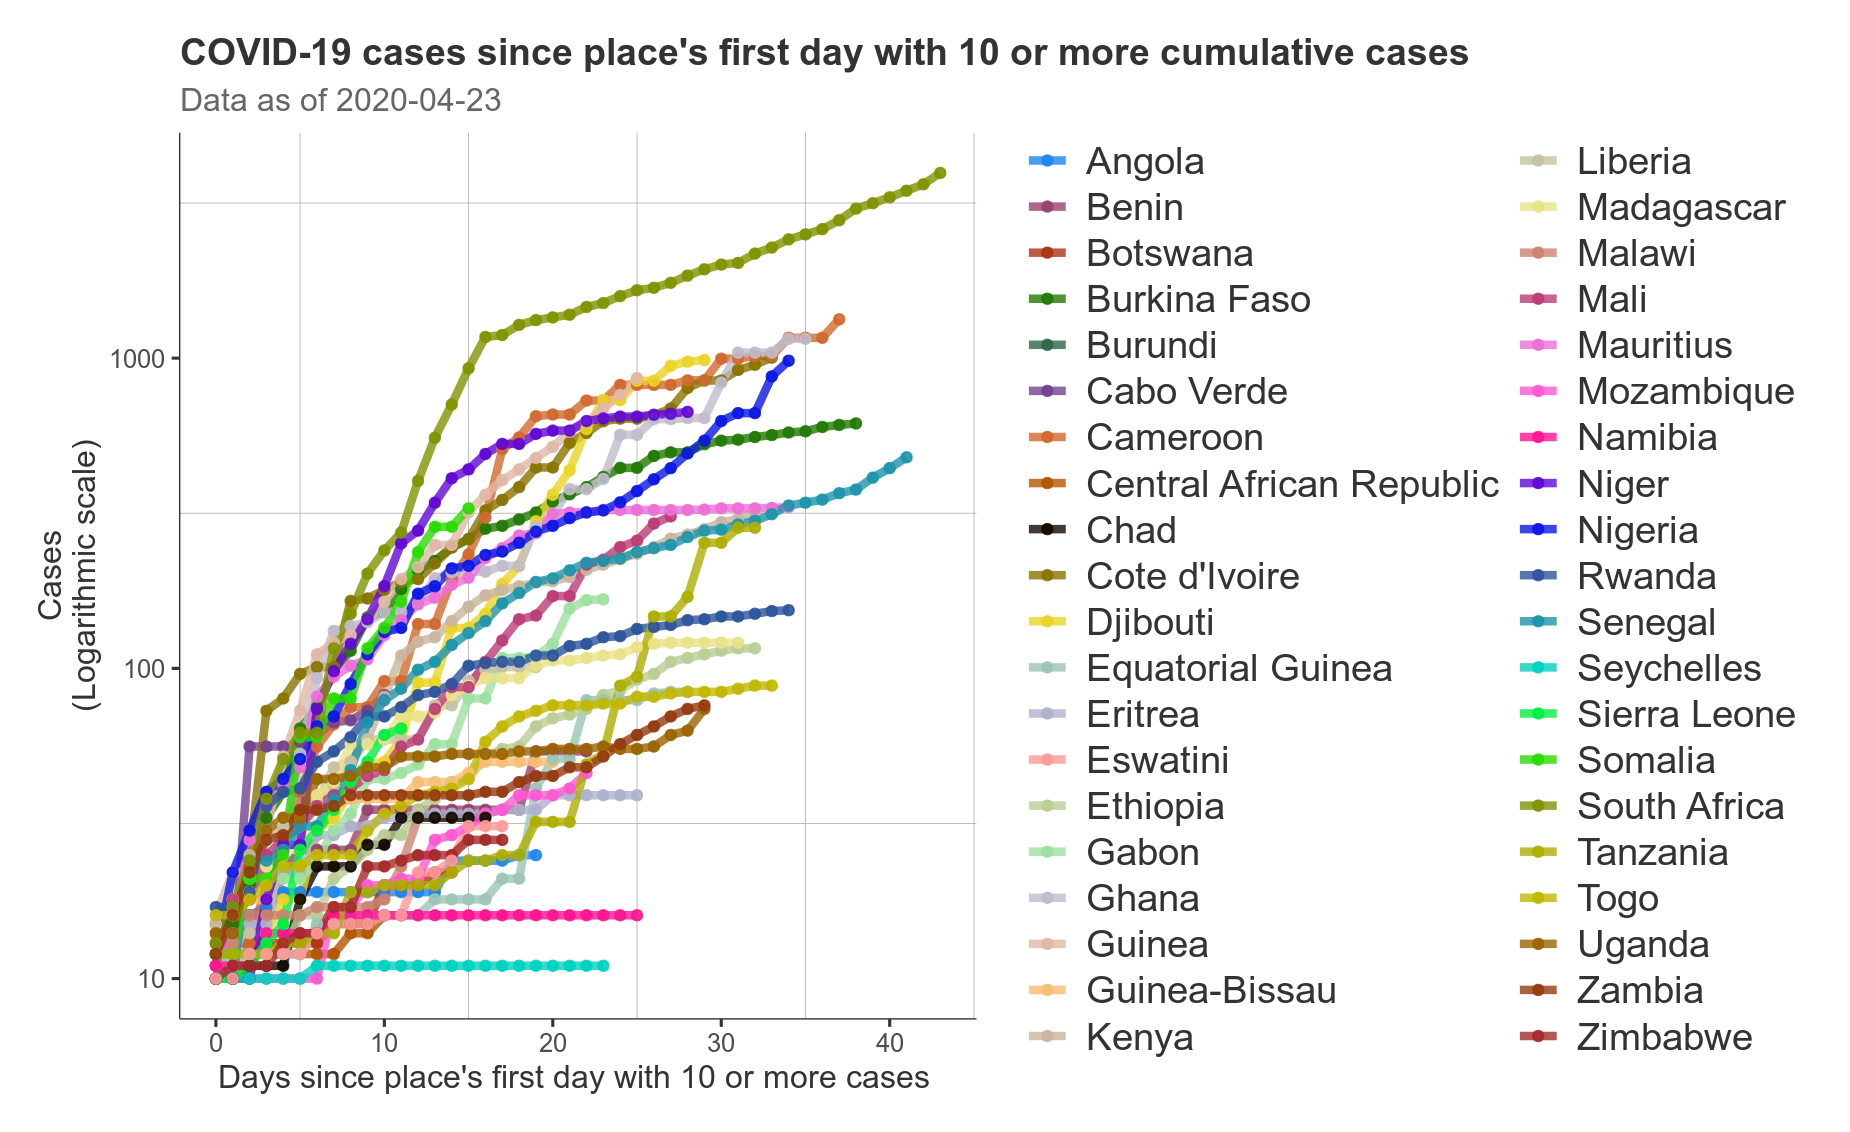 COVID-19 cases since place's first day with 10 or more cumulative cases
Data as of 2020-04-23
Cases
(Logarithmic scale)
1000
100
10
0 10 20 30 40
Days since place's first day with 10 or more cases
Angola
Benin
Botswana
Burkina Faso
Burundi
Cabo Verde
Cameroon
Central African Republic
Chad
Cote d'Ivoire
Djibouti
Equatorial Guinea
Eritrea
Eswatini
Ethiopia
Gabon
Ghana
Guinea
Guinea-Bissau
Kenya
Liberia
Madagascar
Malawi
Mali
Mauritius
Mozambique
Namibia
Niger
Nigeria
Rwanda
Senegal
Seychelles
Sierra Leone
Somalia
South Africa
Tanzania
Togo
Uganda
Zambia
Zimbabwe